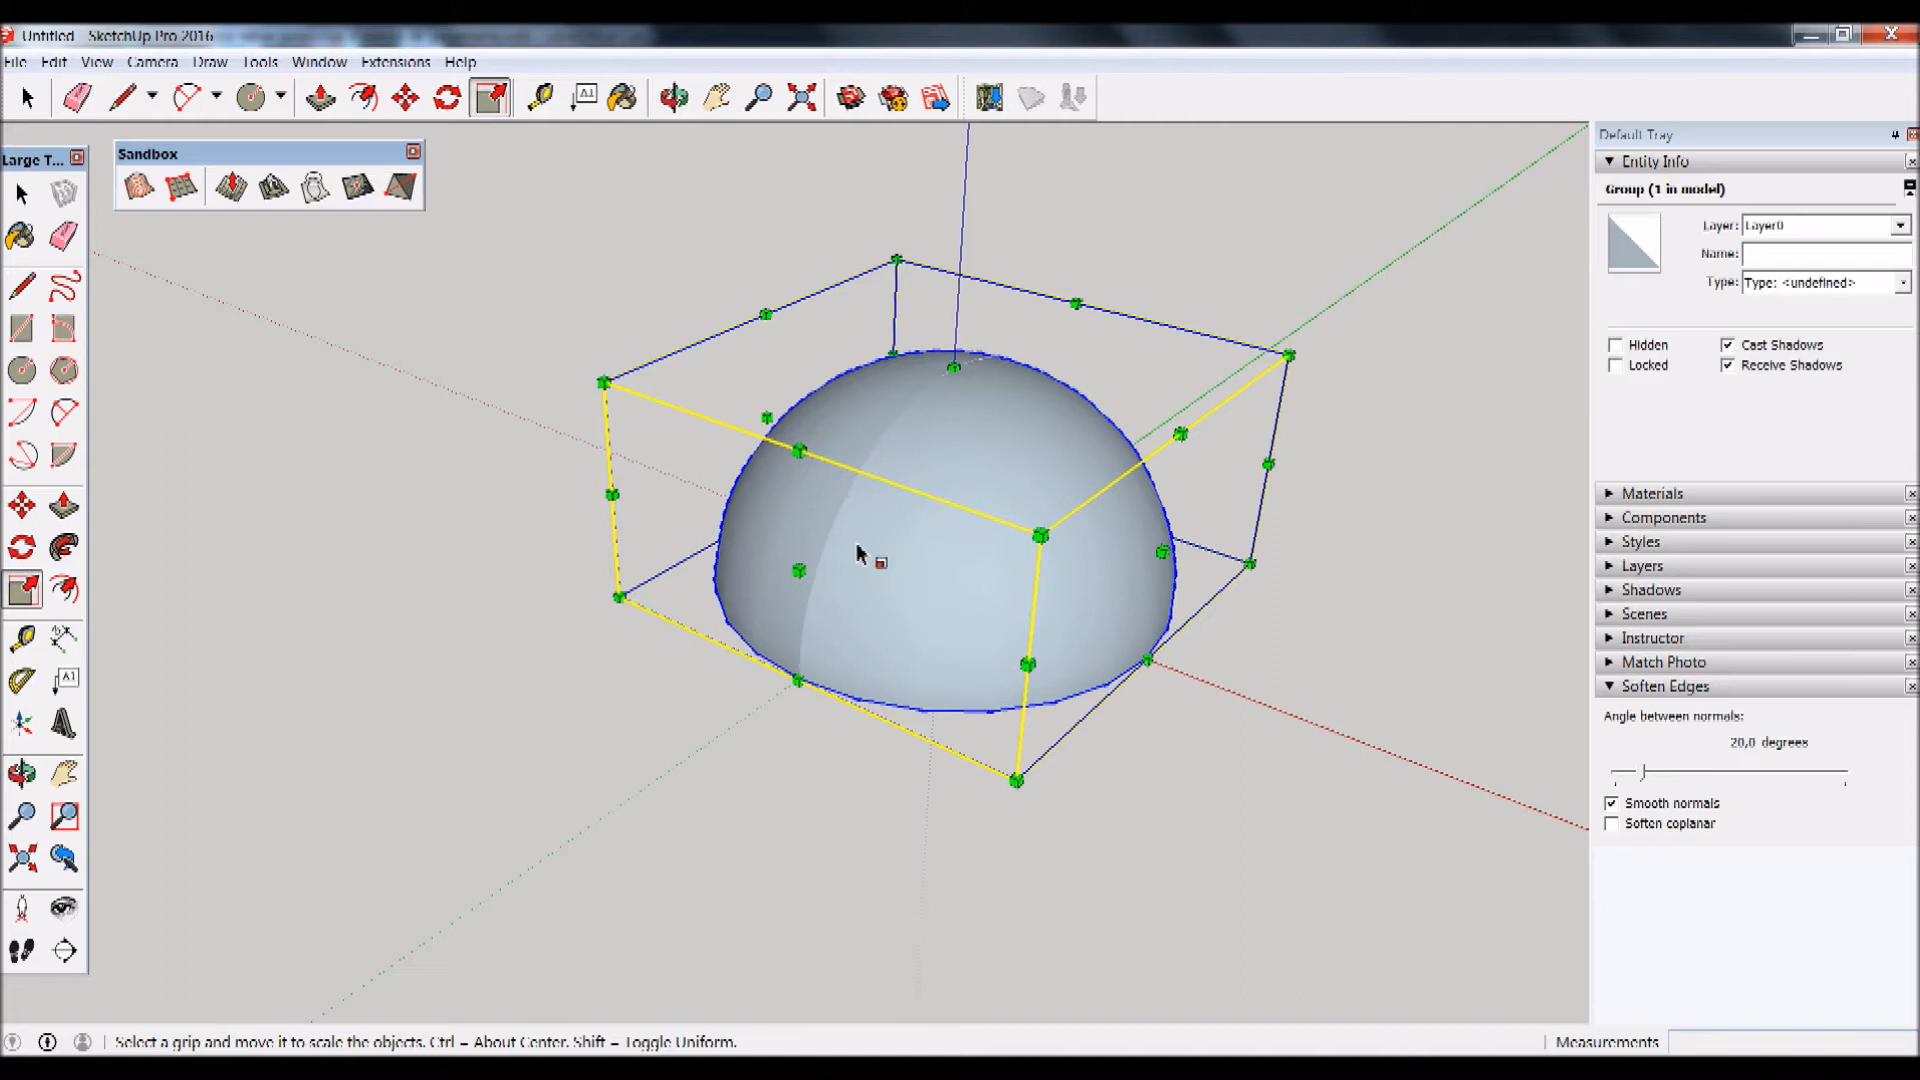 Untitled - SketchUp Pro 2016
File Edit View Camera Draw Tools Window Extensions Help
Large T...
Sandbox
Default Tray
Entity Info
Group (1 in model)
Layer: Layer0
Name:
Type: Type: <undefined>
Hidden Cast Shadows
Locked Receive Shadows
Materials
Components
Styles
Layers
Shadows
Scenes
Instructor
Match Photo
Soften Edges
Angle between normals:
20,0 degrees
Smooth normals
Soften coplanar
Select a grip and move it to scale the objects. Ctrl = About Center. Shift = Toggle Uniform.
Measurements